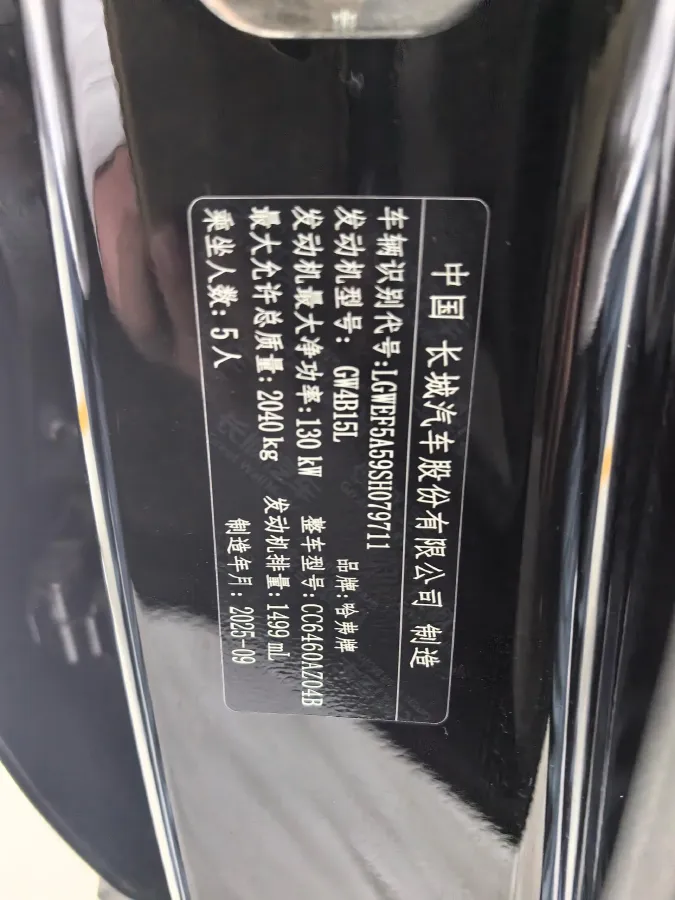 中国 长城汽车股份有限公司 制造
车辆识别代号:LGWEF5A59SH079711
发动机型号: GW4B15L 品牌:哈弗牌
发动机最大净功率:130 kW 整车型号:CC6460AZ04B
最大允许总质量: 2040 kg 发动机排量:1499 mL
乘坐人数: 5人 制造年月: 2025-09